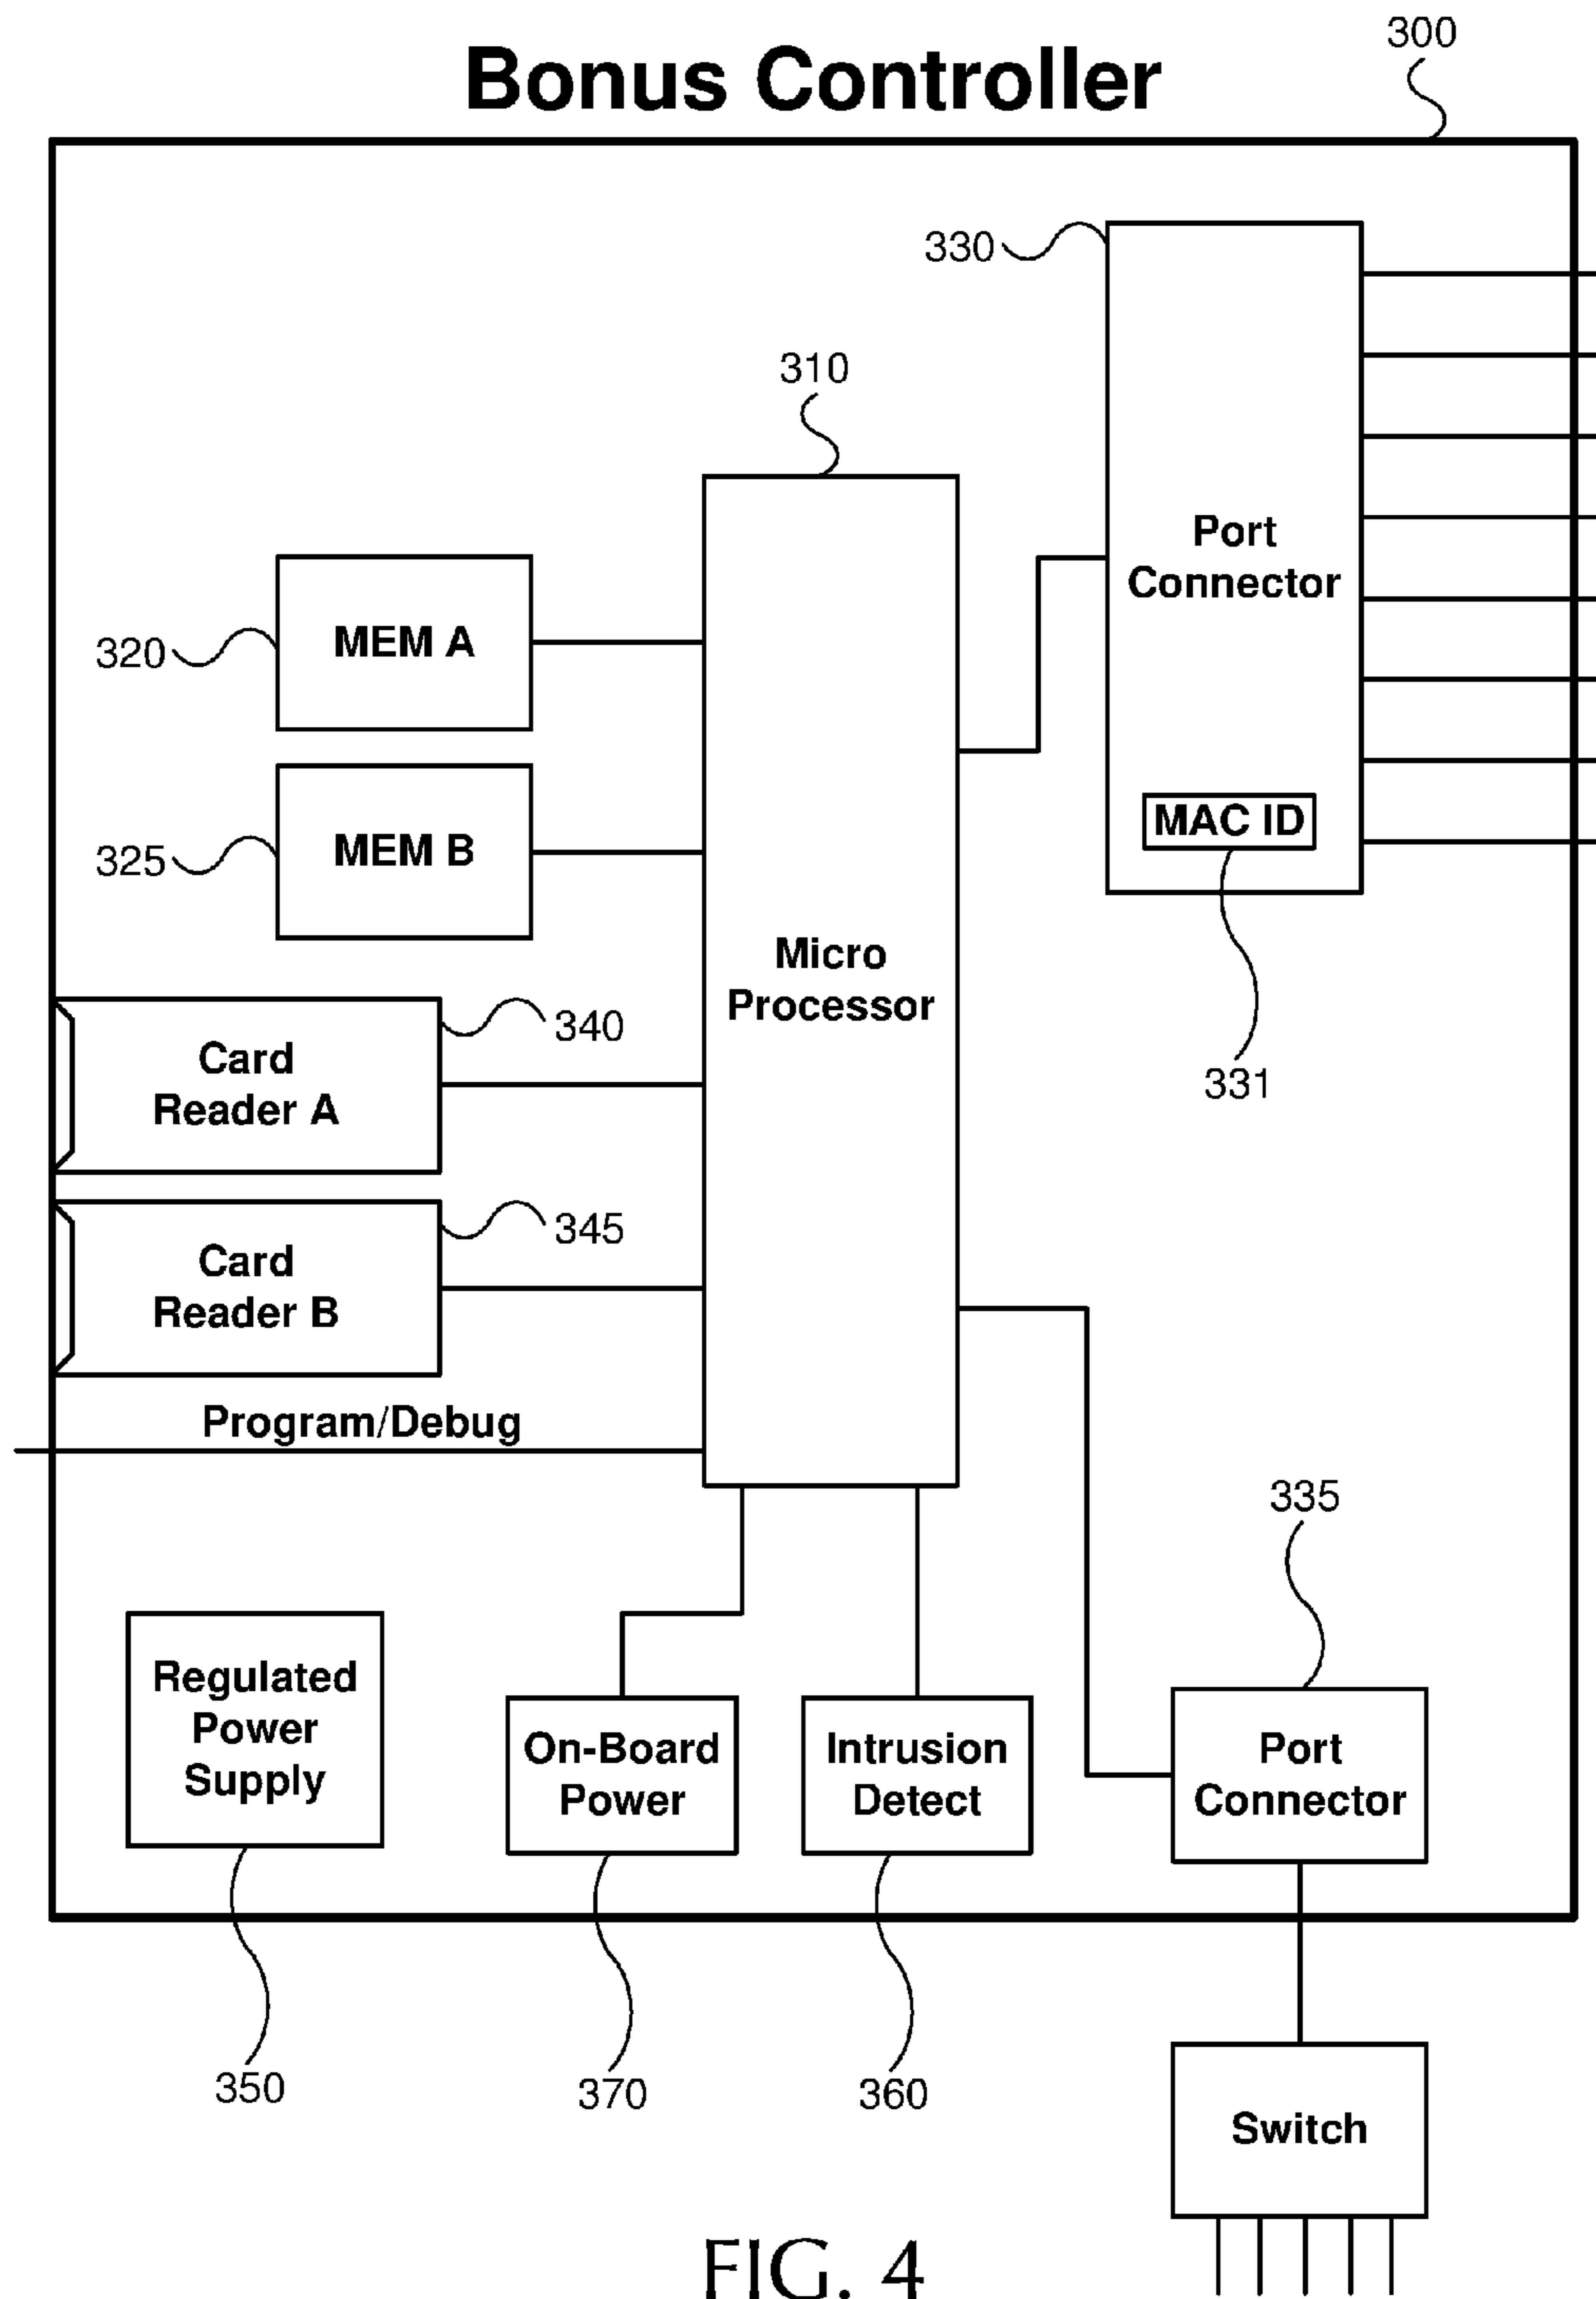 Bonus Controller
300
330
310
Port
Connector
MEM A
320
MAC ID
MEM B
325
Micro
Processor
340
Card
Reader A
331
345
Card
Reader B
Program/Debug
335
Regulated
Power
Supply
On-Board
Power
Intrusion
Detect
Port
Connector
350
370
360
Switch
FIG. 4